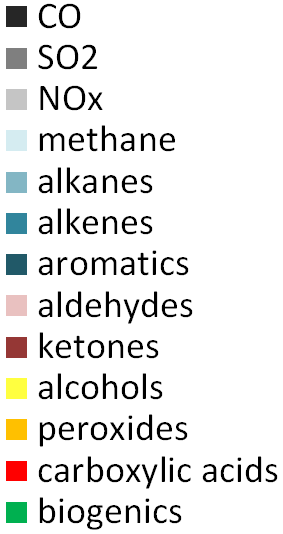 CO
SO2
NOx
methane
alkanes
alkenes
aromatics
aldehydes
ketones
alcohols
peroxides
carboxylic acids
biogenics